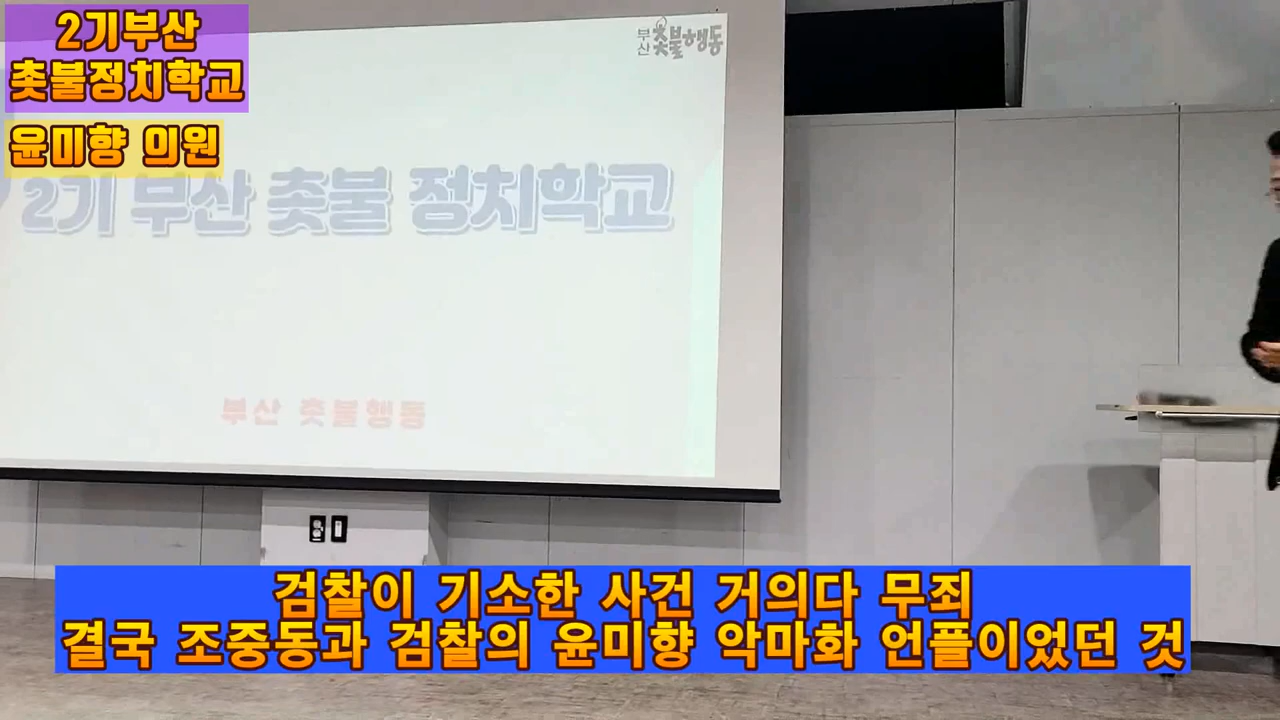 2기부산
촛불정치학교
윤미향 의원
부산 촛불행동
2기 부산 촛불 정치학교
부산 촛불행동
검찰이 기소한 사건 거의다 무죄
결국 조중동과 검찰의 윤미향 악마화 언플이었던 것